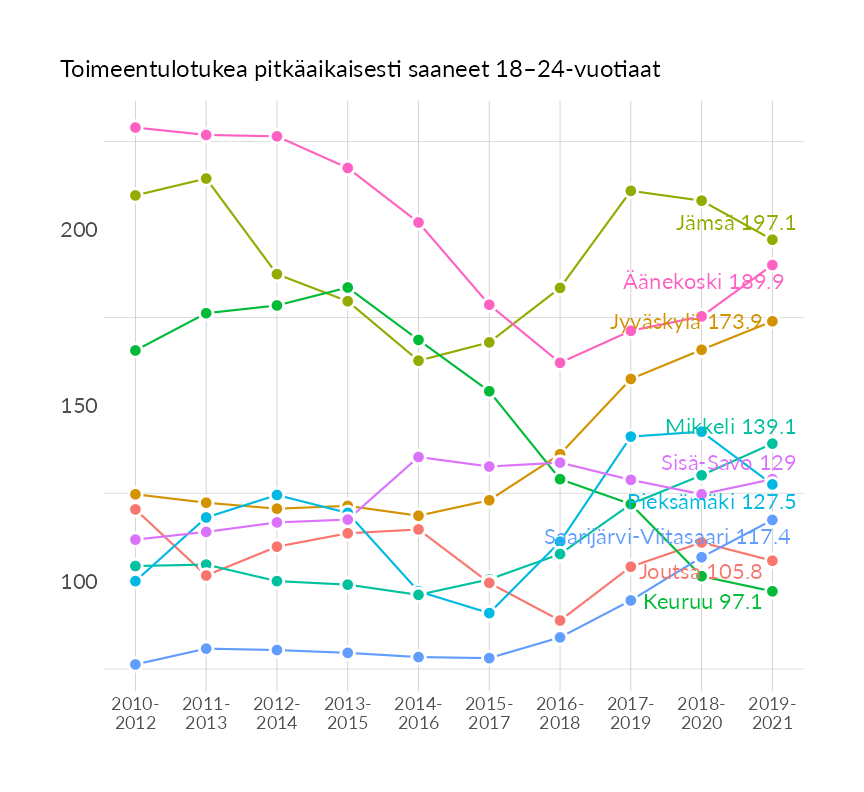 Toimeentulotukea pitkäaikaisesti saaneet 18–24-vuotiaat
200
150
100
Jämsä 197.1
Äänekoski 189.9
Jyväskylä 173.9
Mikkeli 139.1
Sisä-Savo 129
Pieksämäki 127.5
Saarijärvi-Viitasaari 117.4
Joutsa 105.8
Keuruu 97.1
2010- 2011- 2012- 2013- 2014- 2015- 2016- 2017- 2018- 2019-
2012 2013 2014 2015 2016 2017 2018 2019 2020 2021